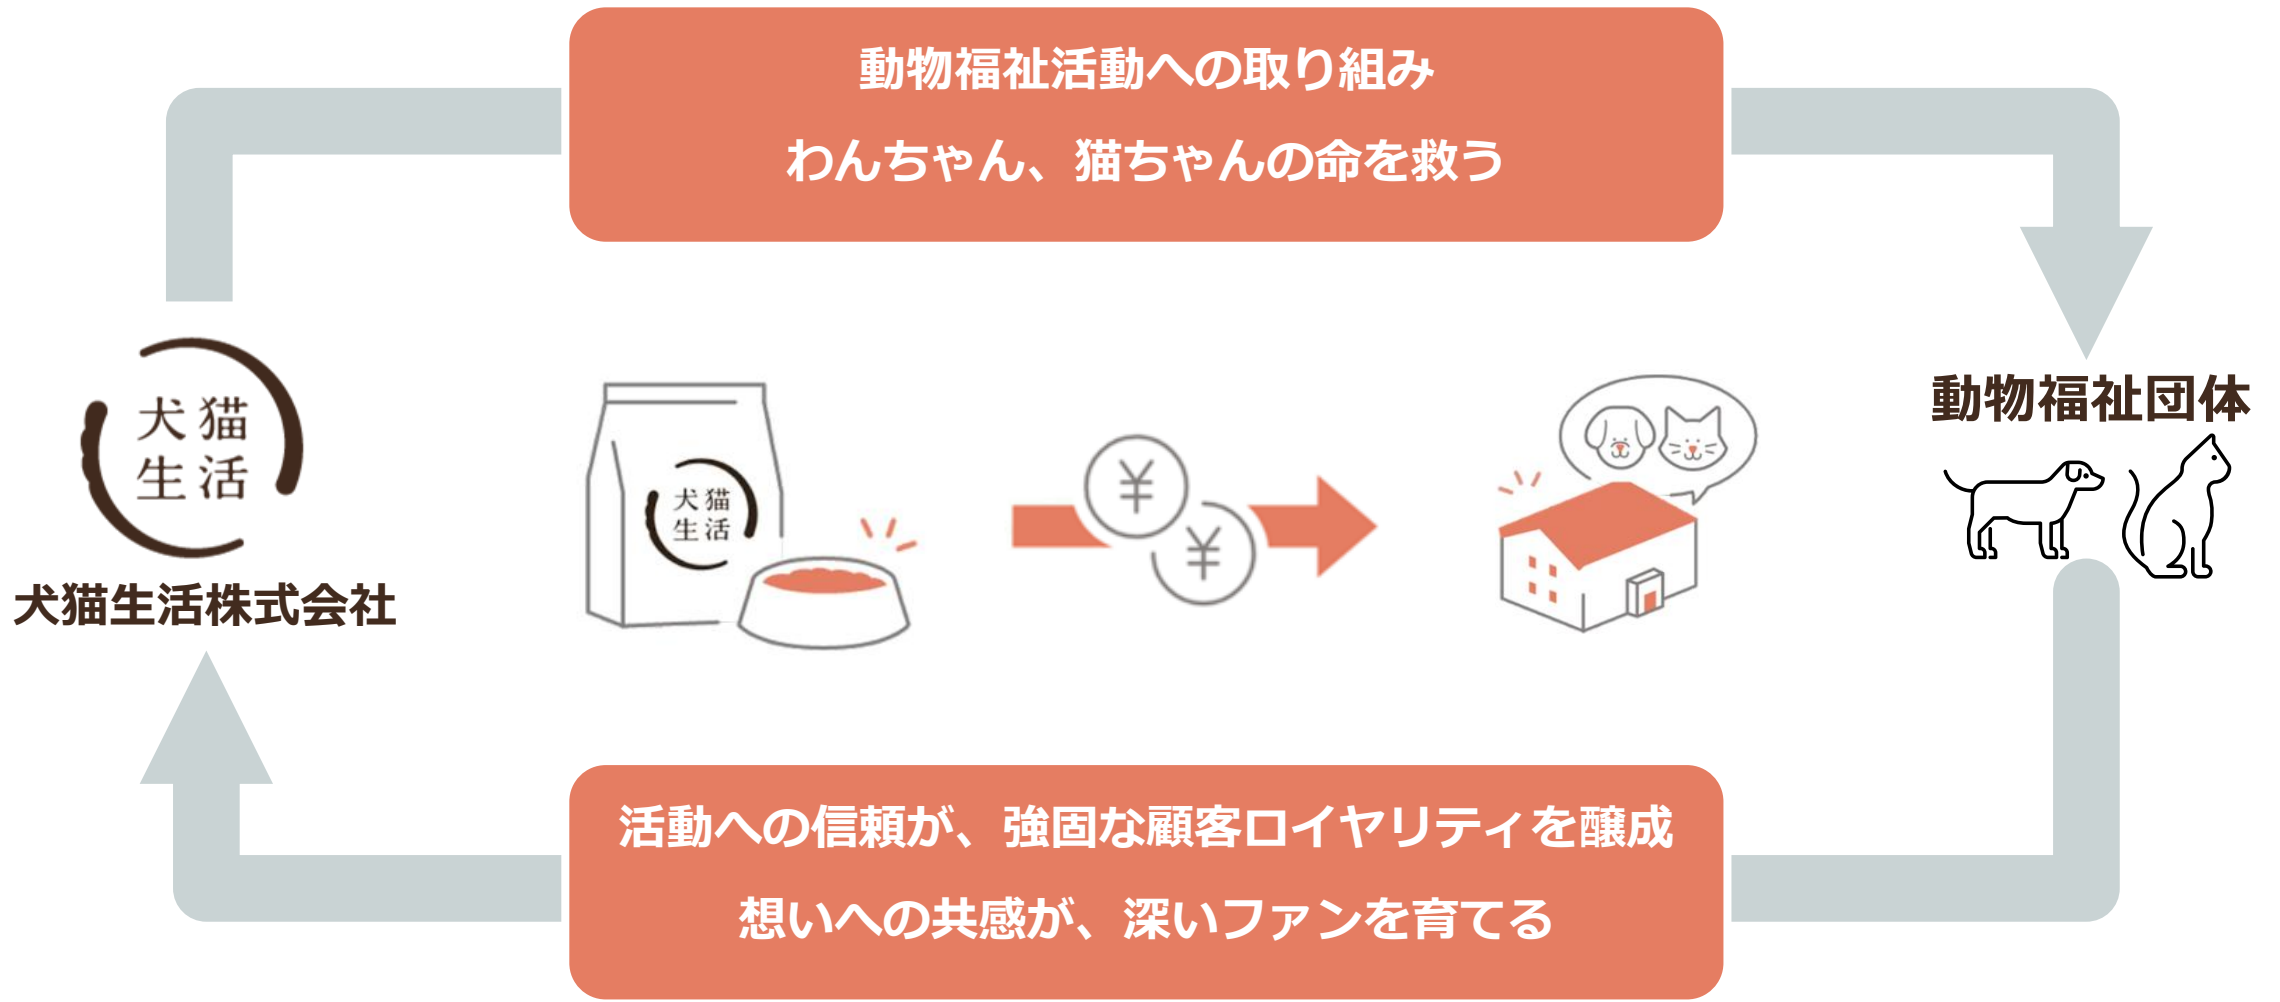 動物福祉活動への取り組み
わんちゃん、猫ちゃんの命を救う
犬猫
生活
犬猫生活株式会社
犬猫
生活
¥
¥
動物福祉団体
活動への信頼が、強固な顧客ロイヤリティを醸成
想いへの共感が、深いファンを育てる